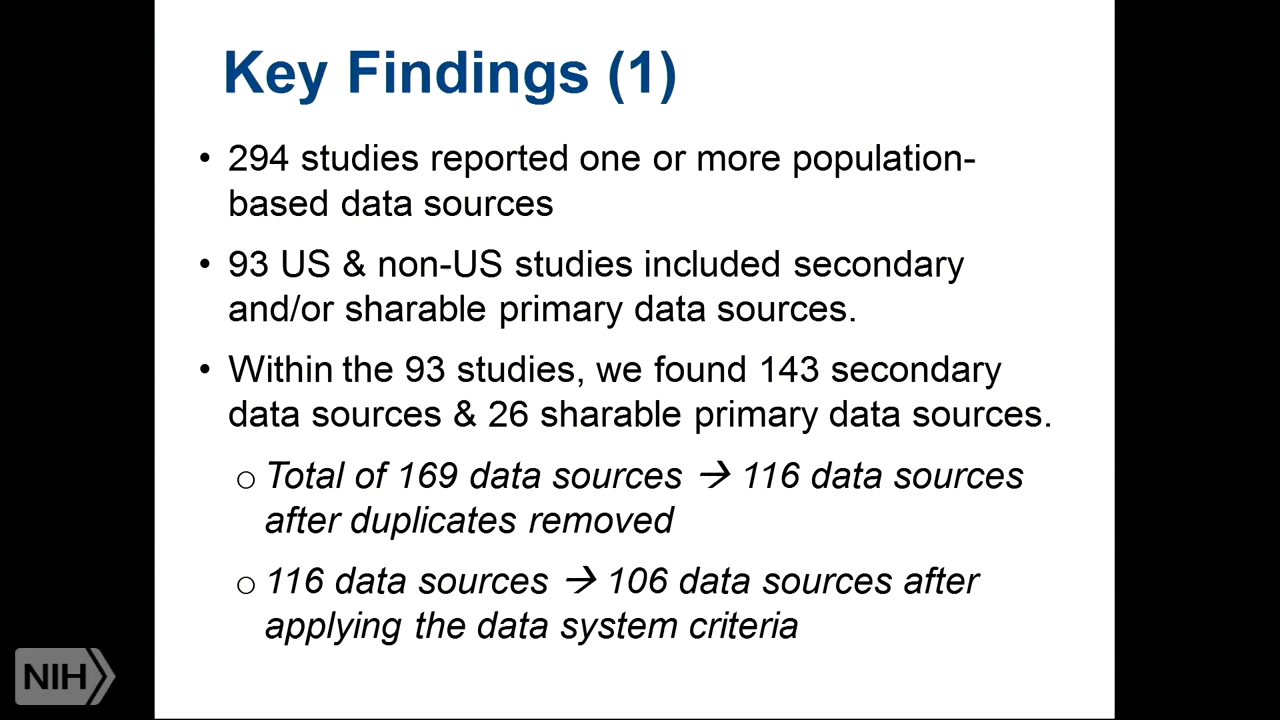 Key Findings (1)
• 294 studies reported one or more population-
based data sources
• 93 US & non-US studies included secondary
and/or sharable primary data sources.
• Within the 93 studies, we found 143 secondary
data sources & 26 sharable primary data sources.
o Total of 169 data sources → 116 data sources
after duplicates removed
o 116 data sources → 106 data sources after
applying the data system criteria
NIH